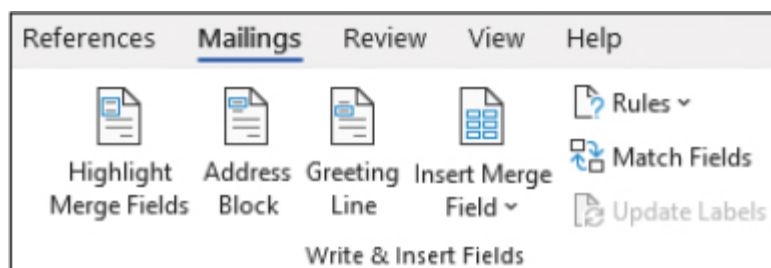 References Mailings Review View Help
Highlight Merge Fields
Address Block
Greeting Line
Insert Merge Field
Rules
Match Fields
Update Labels
Write & Insert Fields